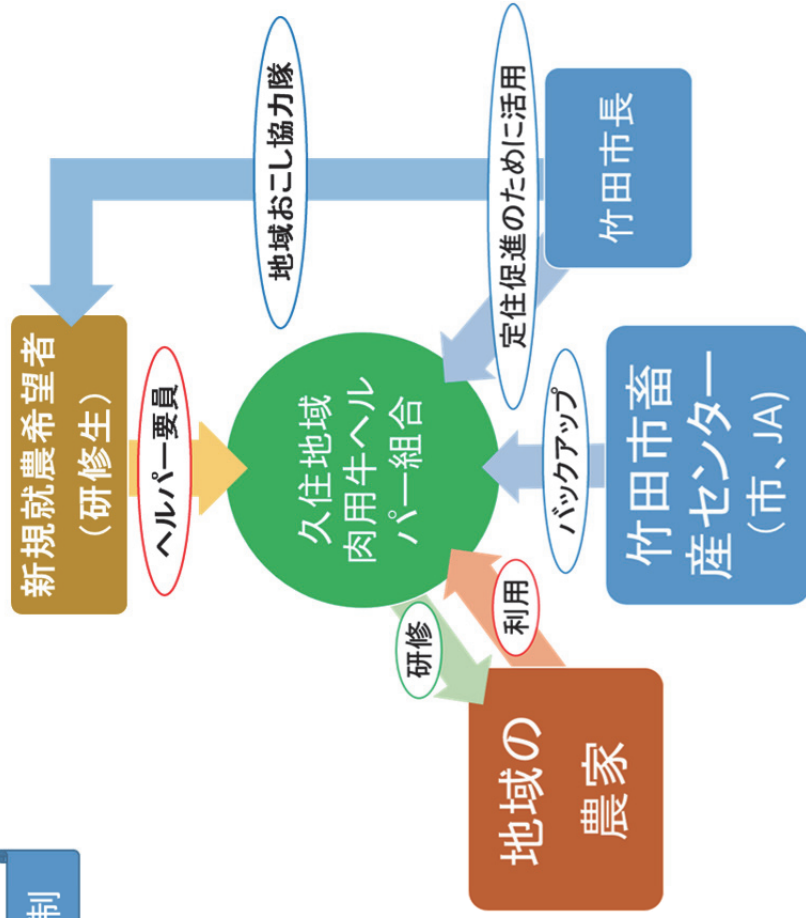 制
新規就農希望者
（研修生）
ヘルパー要員
地域おこし協力隊
久住地域
肉用牛ヘル
パー組合
研修
利用
地域の
農家
バックアップ
竹田市畜
産センター
（市、JA)
定住促進のために活用
竹田市長